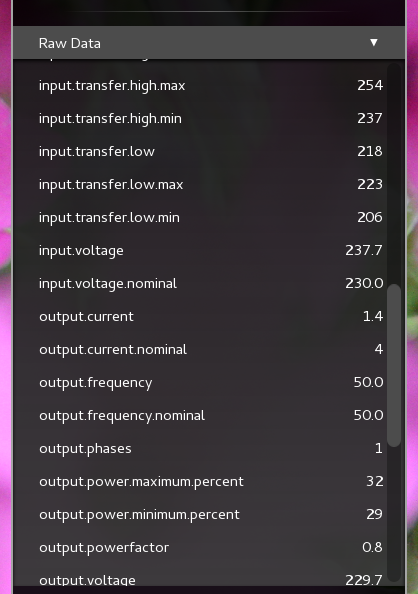 Raw Data ▼
input.transfer.high.max 254
input.transfer.high.min 237
input.transfer.low 218
input.transfer.low.max 223
input.transfer.low.min 206
input.voltage 237.7
input.voltage.nominal 230.0
output.current 1.4
output.current.nominal 4
output.frequency 50.0
output.frequency.nominal 50.0
output.phases 1
output.power.maximum.percent 32
output.power.minimum.percent 29
output.powerfactor 0.8
output.voltage 229.7